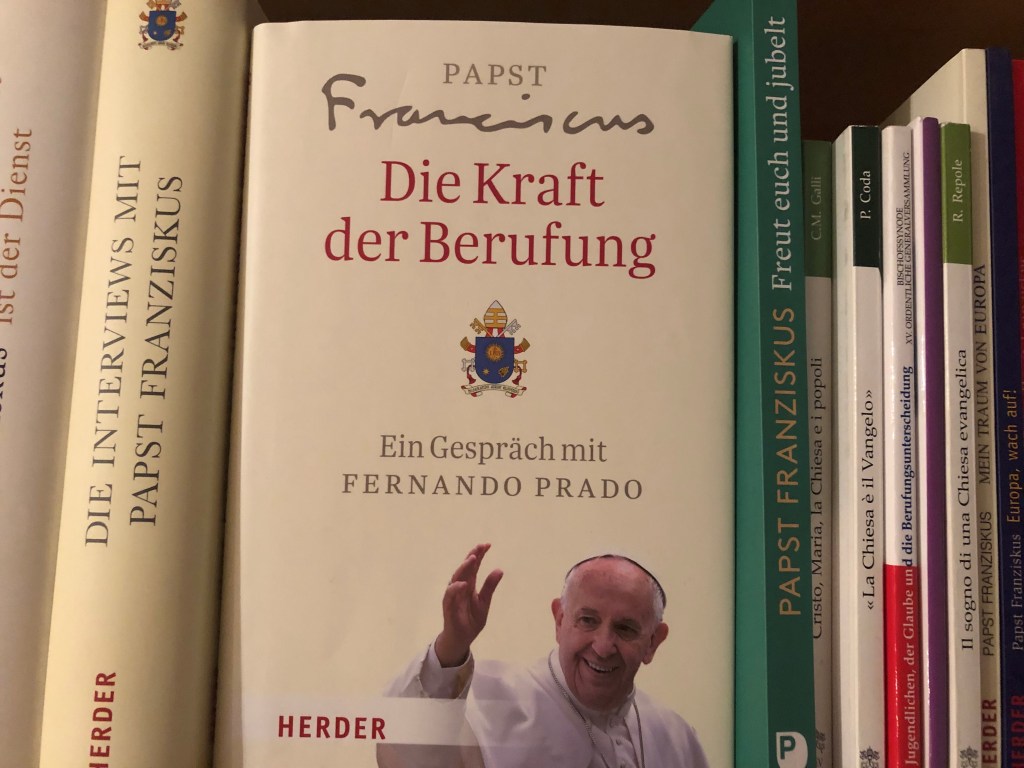 Ist der Dienst
DIE INTERVIEWS MIT
PAPST FRANZISKUS
HERDER
PAPST
Franciscus
Die Kraft
der Berufung
Ein Gespräch mit
FERNANDO PRADO
HERDER
PAPST FRANZISKUS Freut euch und jubelt
P
C.M. Galli
Cristo, Maria, la Chiesa e i popoli
P. Coda
«La Chiesa è il Vangelo»
BISCHOFSSYNODE
XV. ORDENTLICHE GENERALVERSAMMLUNG
Jugendlichen, der Glaube und die Berufungsunterscheidung
R. Repole
Il sogno di una Chiesa evangelica
PAPST FRANZISKUS MEIN TRAUM VON EUROPA
HERDER
Papst Franziskus Europa, wach auf!
HERDER